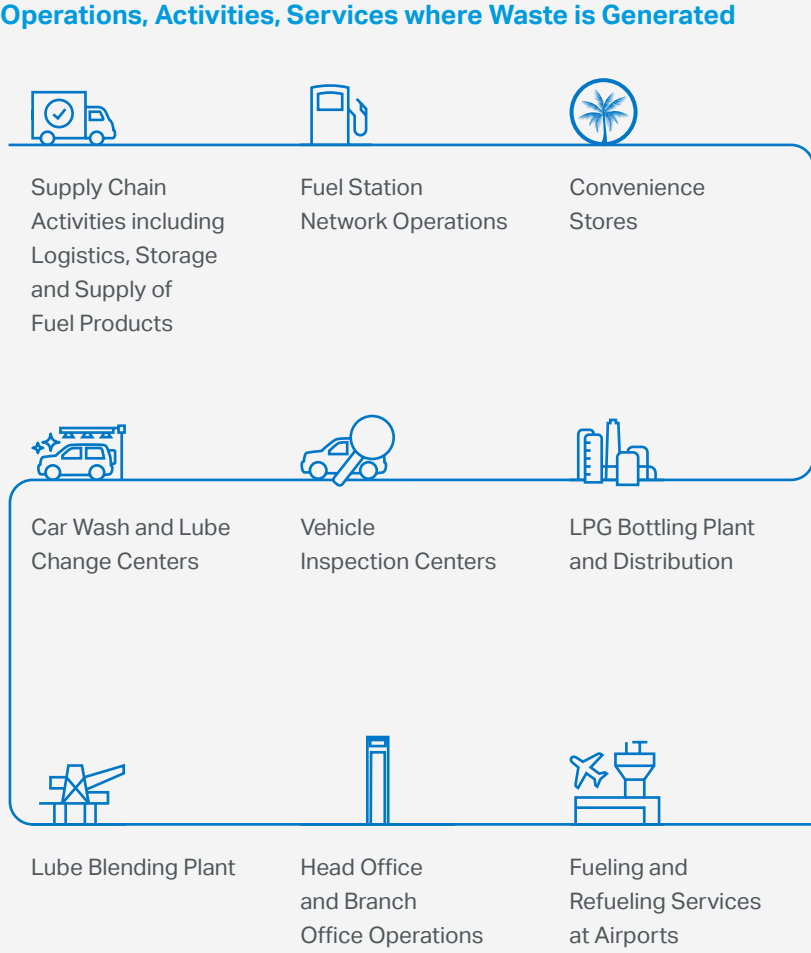 Operations, Activities, Services where Waste is Generated
Supply Chain
Activities including
Logistics, Storage
and Supply of
Fuel Products
Fuel Station
Network Operations
Convenience
Stores
Car Wash and Lube
Change Centers
Vehicle
Inspection Centers
LPG Bottling Plant
and Distribution
Lube Blending Plant
Head Office
and Branch
Office Operations
Fueling and
Refueling Services
at Airports